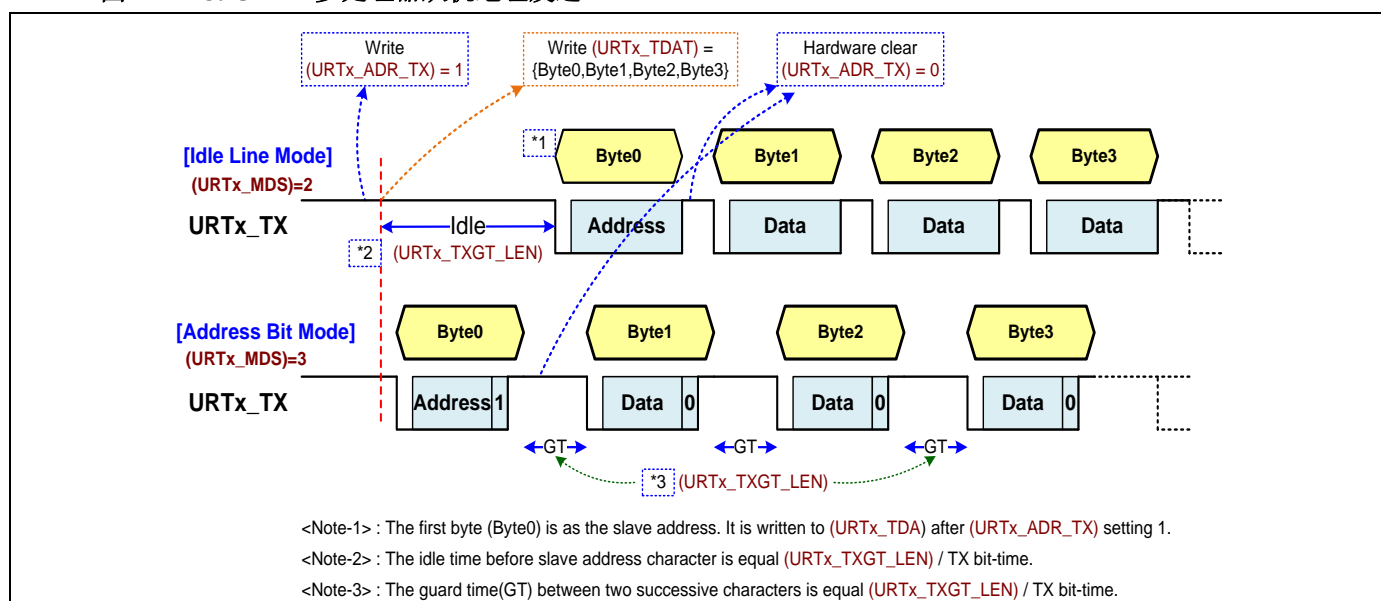 Write
(URTx_ADR_TX) = 1
Write (URTx_TDAT) =
{Byte0,Byte1,Byte2,Byte3}
Hardware clear
(URTx_ADR_TX) = 0
*1
Byte0
Byte1
Byte2
Byte3
[Idle Line Mode]
(URTx_MDS)=2
URTx_TX
Idle
Address
Data
Data
Data
*2
(URTx_TXGT_LEN)
Byte0
Byte1
Byte2
Byte3
[Address Bit Mode]
(URTx_MDS)=3
URTx_TX
Address 1
Data 0
Data 0
Data 0
GT
GT
GT
*3 (URTx_TXGT_LEN)
<Note-1> : The first byte (Byte0) is as the slave address. It is written to (URTx_TDA) after (URTx_ADR_TX) setting 1.
<Note-2> : The idle time before slave address character is equal (URTx_TXGT_LEN) / TX bit-time.
<Note-3> : The guard time(GT) between two successive characters is equal (URTx_TXGT_LEN) / TX bit-time.